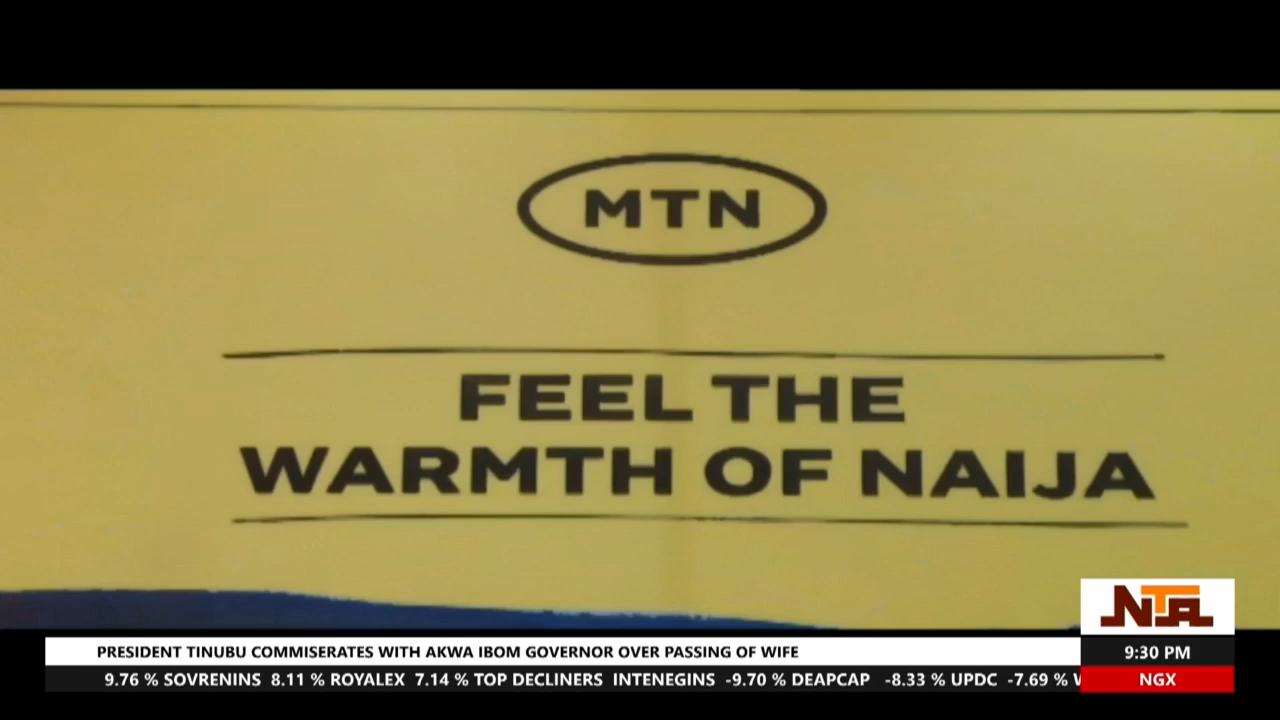 MTN
FEEL THE
WARMTH OF NAIJA
NTA
PRESIDENT TINUBU COMMISERATES WITH AKWA IBOM GOVERNOR OVER PASSING OF WIFE
9:30 PM
9.76 % SOVRENINS 8.11 % ROYALEX 7.14 % TOP DECLINERS INTENEGINS -9.70 % DEAPCAP -8.33 % UPDC -7.69 %
NGX